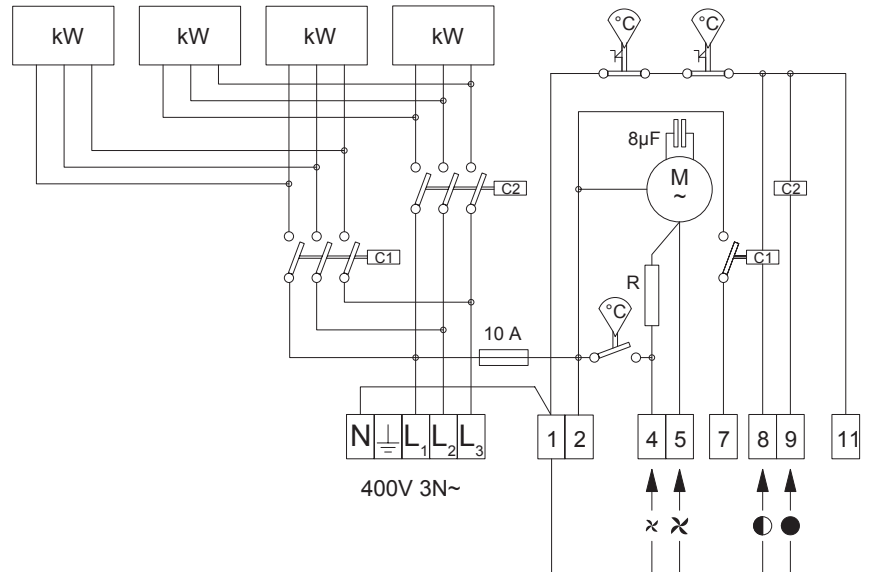 kW kW kW kW
°C °C
8µF
M
~
C2 C2
C1 C1
R
°C
10 A
N L1 L2 L3 1 2 4 5 7 8 9 11
400V 3N~